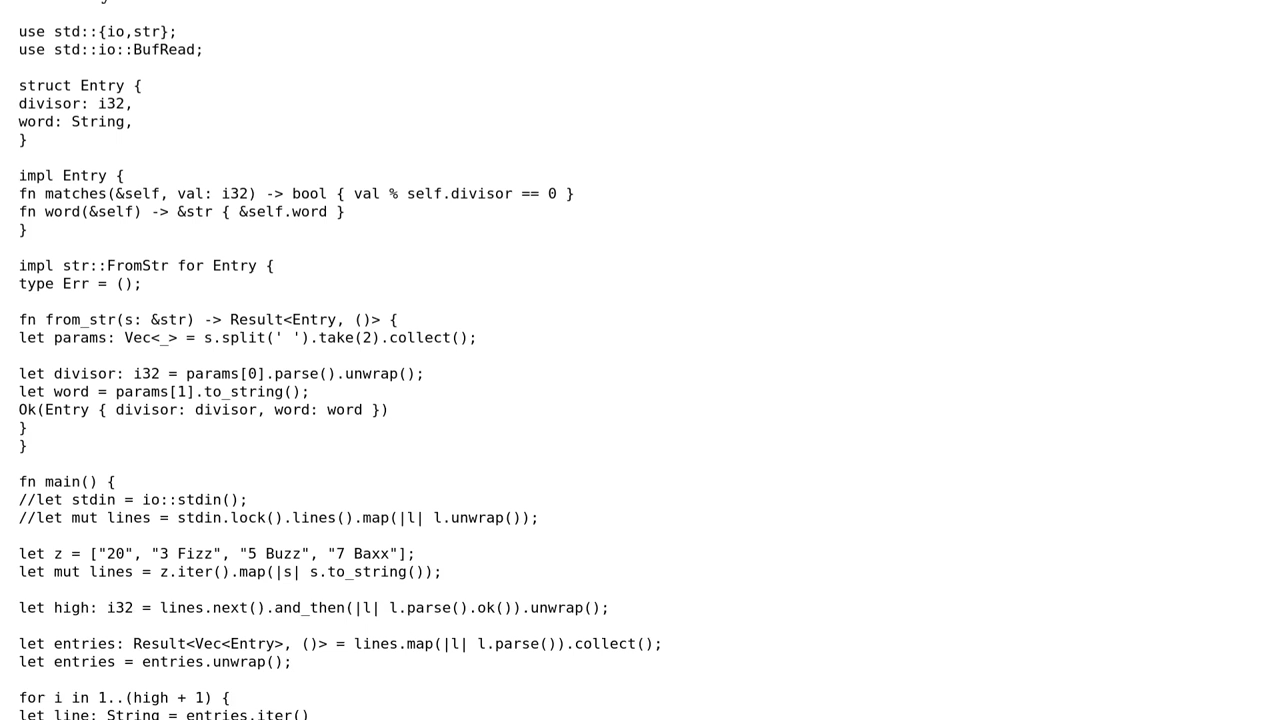 use std::{io,str};
use std::io::BufRead;
struct Entry {
divisor: i32,
word: String,
}
impl Entry {
fn matches(&self, val: i32) -> bool { val % self.divisor == 0 }
fn word(&self) -> &str { &self.word }
}
impl str::FromStr for Entry {
type Err = ();
fn from_str(s: &str) -> Result<Entry, ()> {
let params: Vec<_> = s.split(' ').take(2).collect();
let divisor: i32 = params[0].parse().unwrap();
let word = params[1].to_string();
Ok(Entry { divisor: divisor, word: word })
}
}
fn main() {
//let stdin = io::stdin();
//let mut lines = stdin.lock().lines().map(|l| l.unwrap());
let z = ["20", "3 Fizz", "5 Buzz", "7 Baxx"];
let mut lines = z.iter().map(|s| s.to_string());
let high: i32 = lines.next().and_then(|l| l.parse().ok()).unwrap();
let entries: Result<Vec<Entry>, ()> = lines.map(|l| l.parse()).collect();
let entries = entries.unwrap();
for i in 1..(high + 1) {
let line: String = entries.iter()